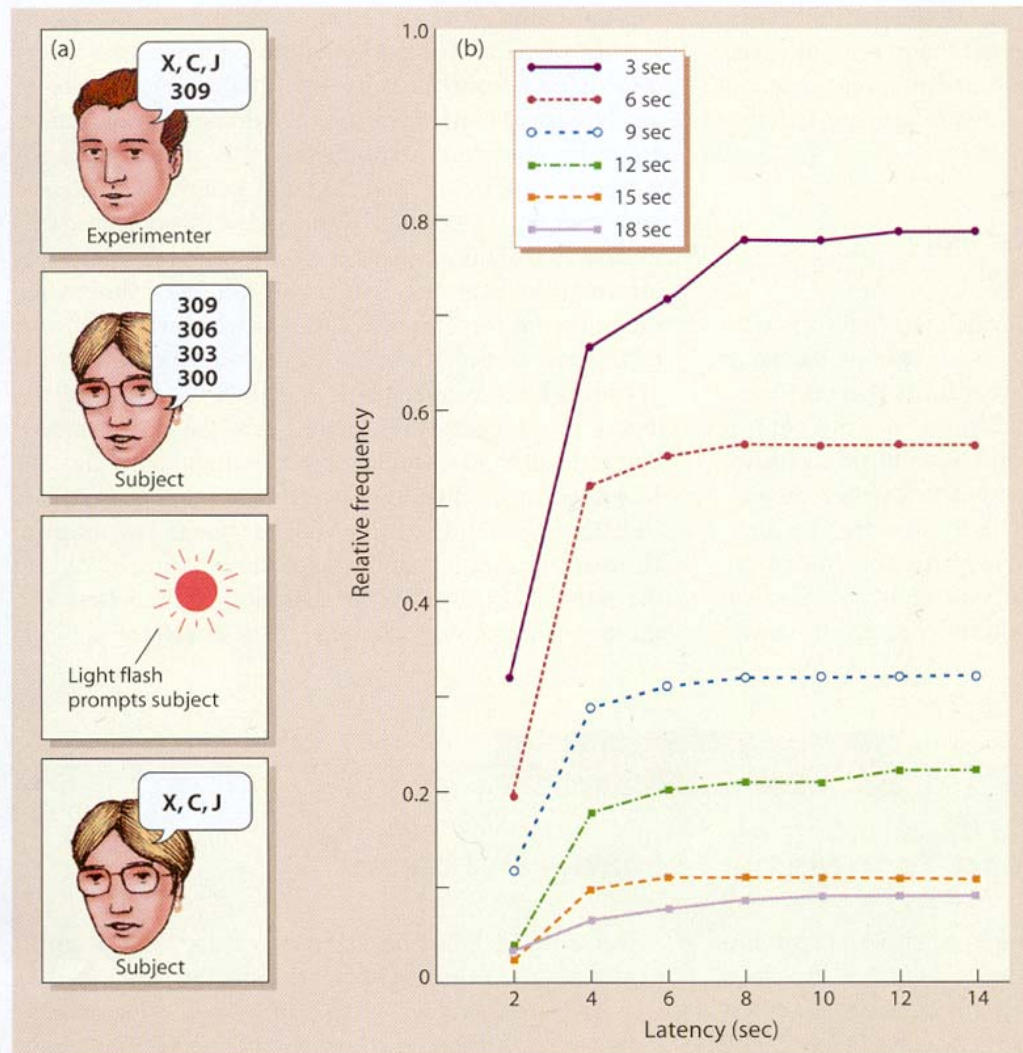 (a)
X, C, J
309
Experimenter
309
306
303
300
Subject
Light flash
prompts subject
X, C, J
Subject
(b)
3 sec
6 sec
9 sec
12 sec
15 sec
18 sec
1.0
0.8
0.6
0.4
0.2
0
Relative frequency
2 4 6 8 10 12 14
Latency (sec)